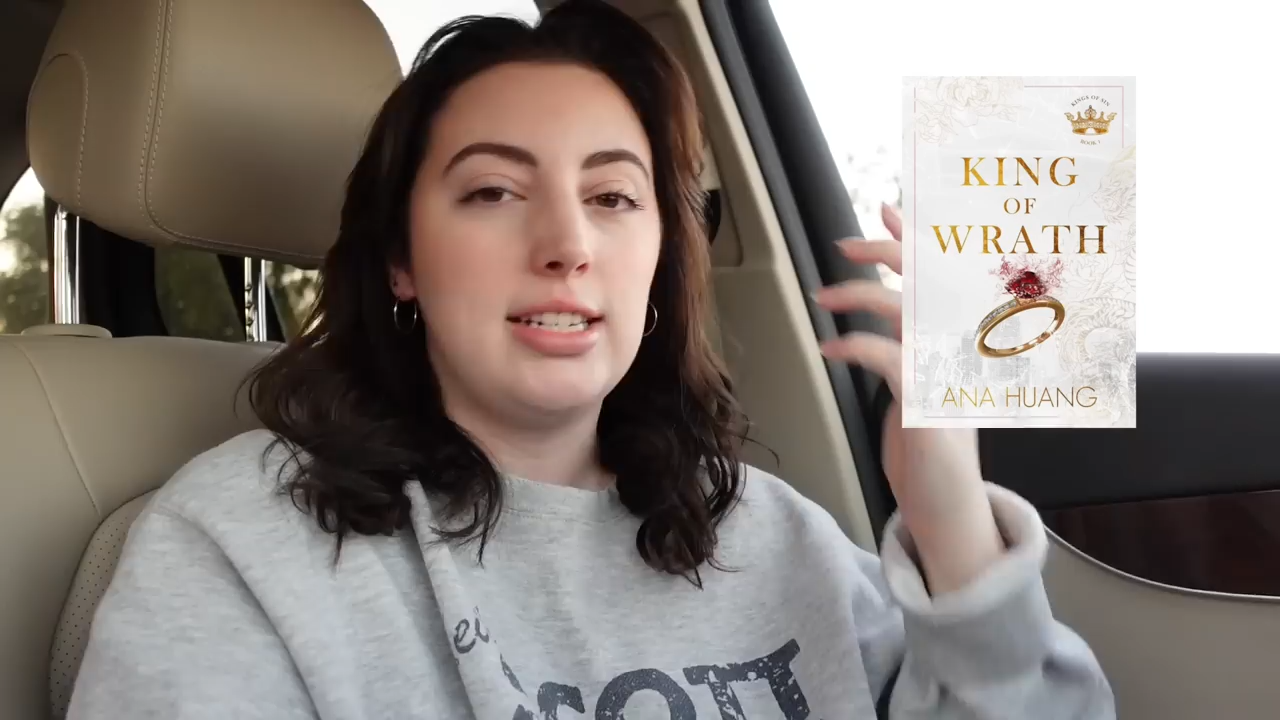 KINGS OF SIN
BOOK 1
KING
OF
WRATH
ANA HUANG